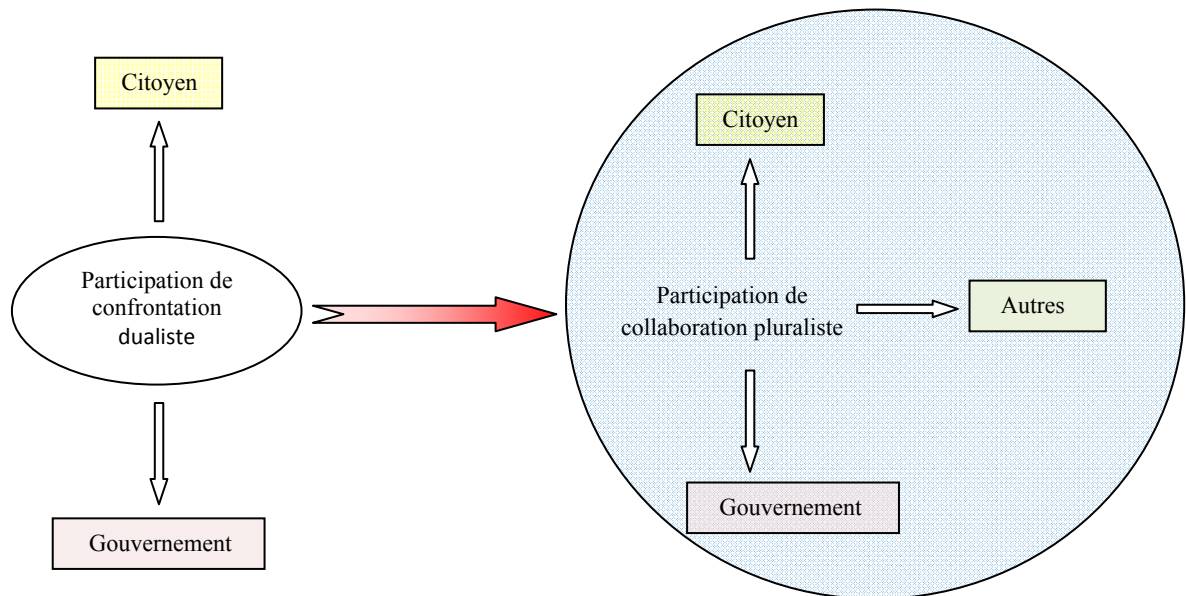 Citoyen
Participation de
confrontation
dualiste
Gouvernement
Citoyen
Participation de
collaboration pluraliste
Autres
Gouvernement